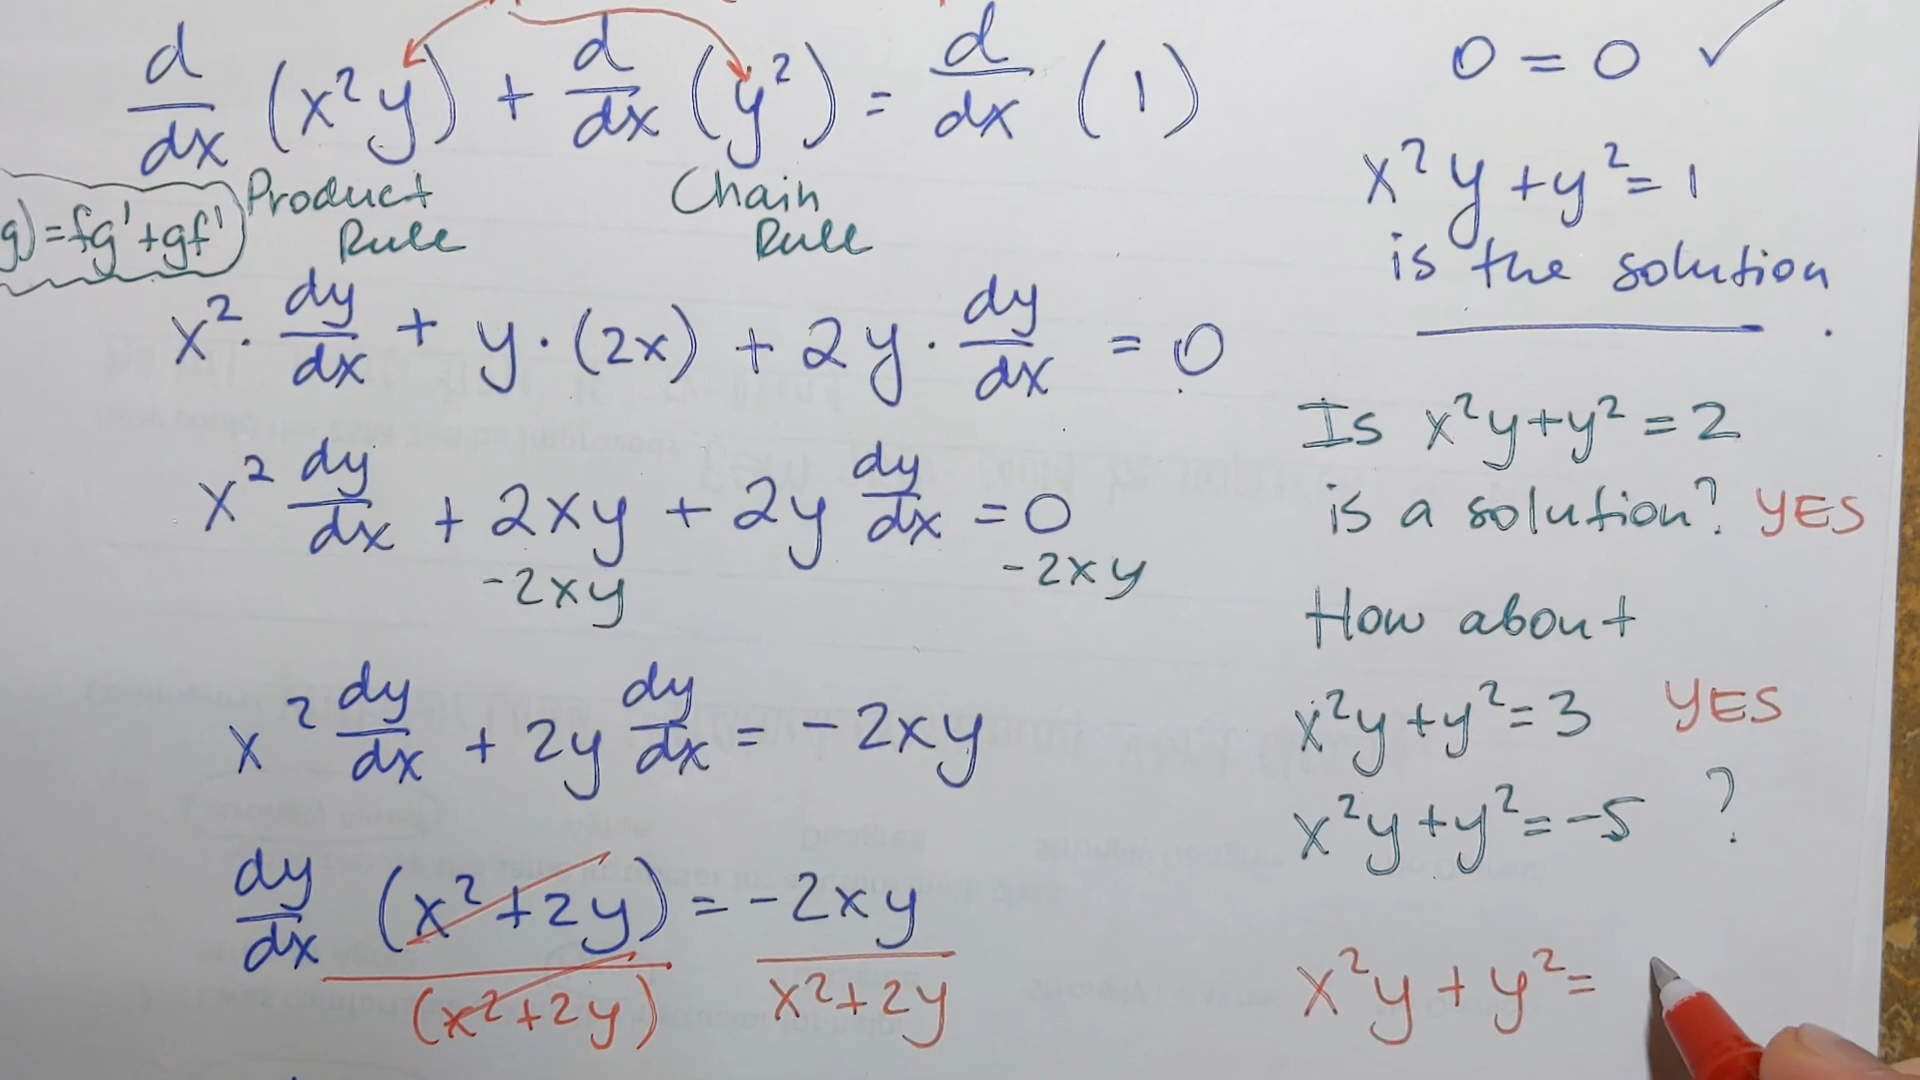 d/dx (x²y) + d/dx (y²) = d/dx (1)
g) = fg' + gf'
Product Rule
Chain Rule
x² · dy/dx + y · (2x) + 2y · dy/dx = 0
x² dy/dx + 2xy + 2y dy/dx = 0
-2xy -2xy
x² dy/dx + 2y dy/dx = -2xy
dy/dx (x² + 2y) = -2xy
(x² + 2y) x² + 2y
0 = 0 ✓
x²y + y² = 1
is the solution
.
Is x²y + y² = 2
is a solution? YES
How about
x²y + y² = 3 YES
x²y + y² = -5 ?
x²y + y² =